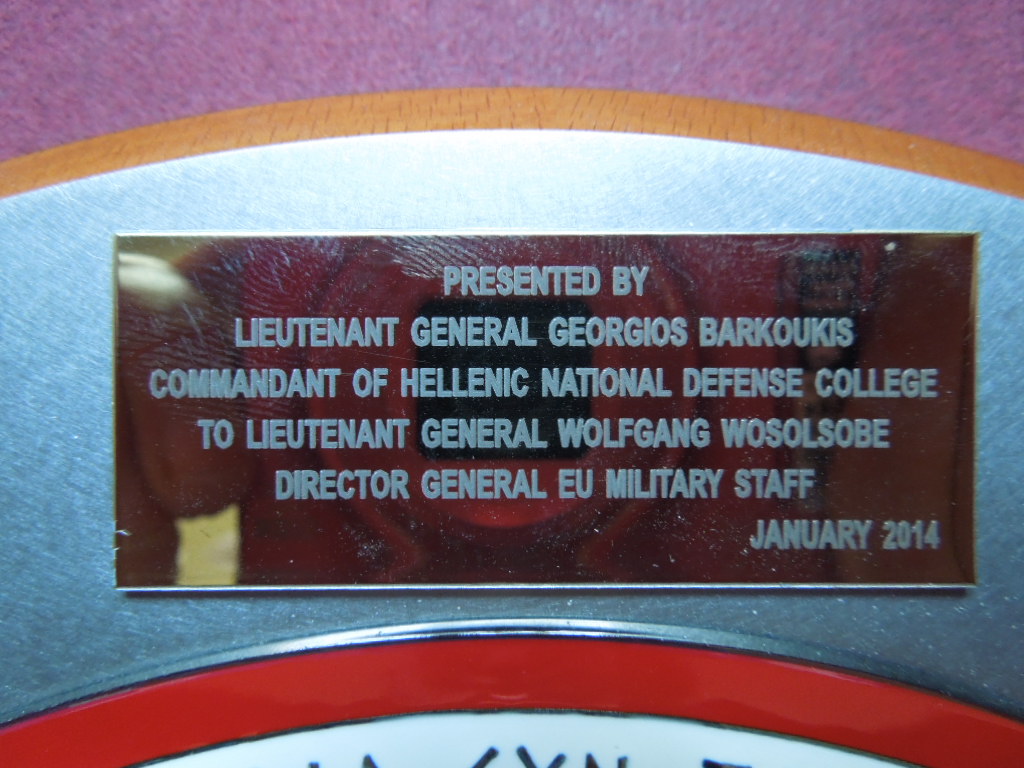 PRESENTED BY
LIEUTENANT GENERAL GEORGIOS BARKOUKIS
COMMANDANT OF HELLENIC NATIONAL DEFENSE COLLEGE
TO LIEUTENANT GENERAL WOLFGANG WOSOLSOBE
DIRECTOR GENERAL EU MILITARY STAFF
JANUARY 2014